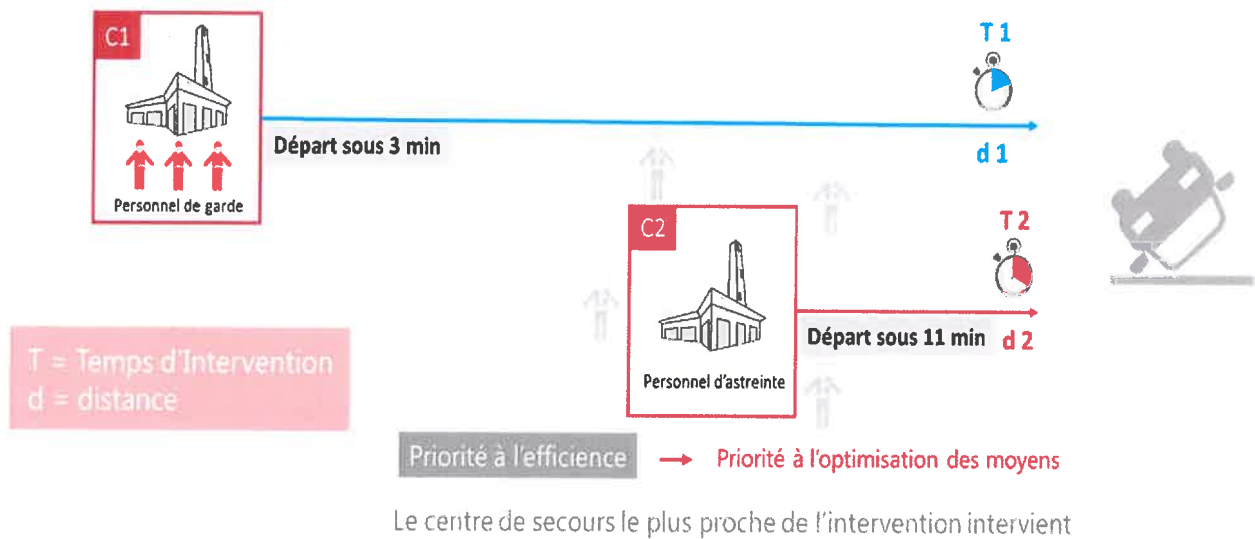 C1
Personnel de garde
Départ sous 3 min
T 1
d 1
C2
Personnel d'astreinte
Départ sous 11 min
T 2
d 2
T = Temps d'Intervention
d = distance
Priorité à l'efficience → Priorité à l'optimisation des moyens
Le centre de secours le plus proche de l'intervention intervient